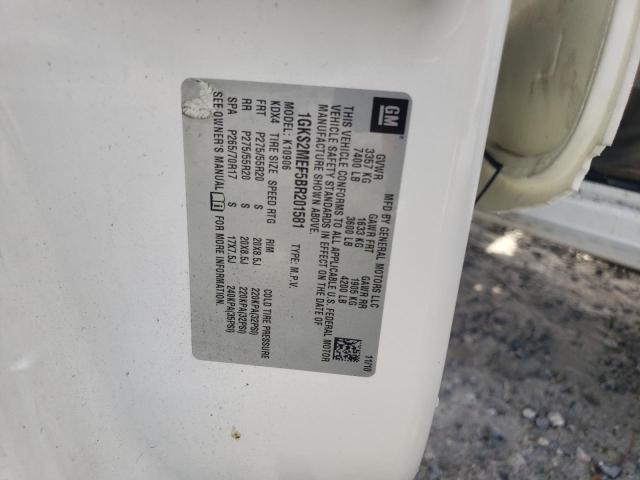 GM
MFD BY GENERAL MOTORS LLC
GVWR GAWR FRT GAWR RR
3357 KG 1633 KG 1905 KG
7400 LB 3600 LB 4200 LB
11/10
THIS VEHICLE CONFORMS TO ALL APPLICABLE U.S. FEDERAL MOTOR
VEHICLE SAFETY STANDARDS IN EFFECT ON THE DATE OF
MANUFACTURE SHOWN ABOVE.
1GKS2MEF5BR201581 TYPE: M.P.V.
MODEL: K10906
KDX4 TIRE SIZE SPEED RTG RIM COLD TIRE PRESSURE
FRT P275/55R20 S 20X8.5J 220KPA(32PSI)
RR P275/55R20 S 20X8.5J 220KPA(32PSI)
SPA P265/70R17 S 17X7.5J 240KPA(35PSI)
SEE OWNER'S MANUAL FOR MORE INFORMATION.